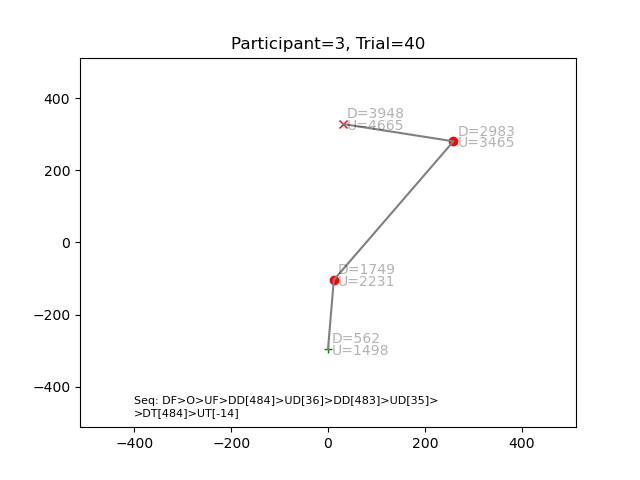 Participant=3, Trial=40
400
200
0
−200
−400
D=3948
U=4665
D=2983
U=3465
D=1749
U=2231
D=562
U=1498
Seq: DF>O>UF>DD[484]>UD[36]>DD[483]>UD[35]>
>DT[484]>UT[-14]
−400 −200 0 200 400